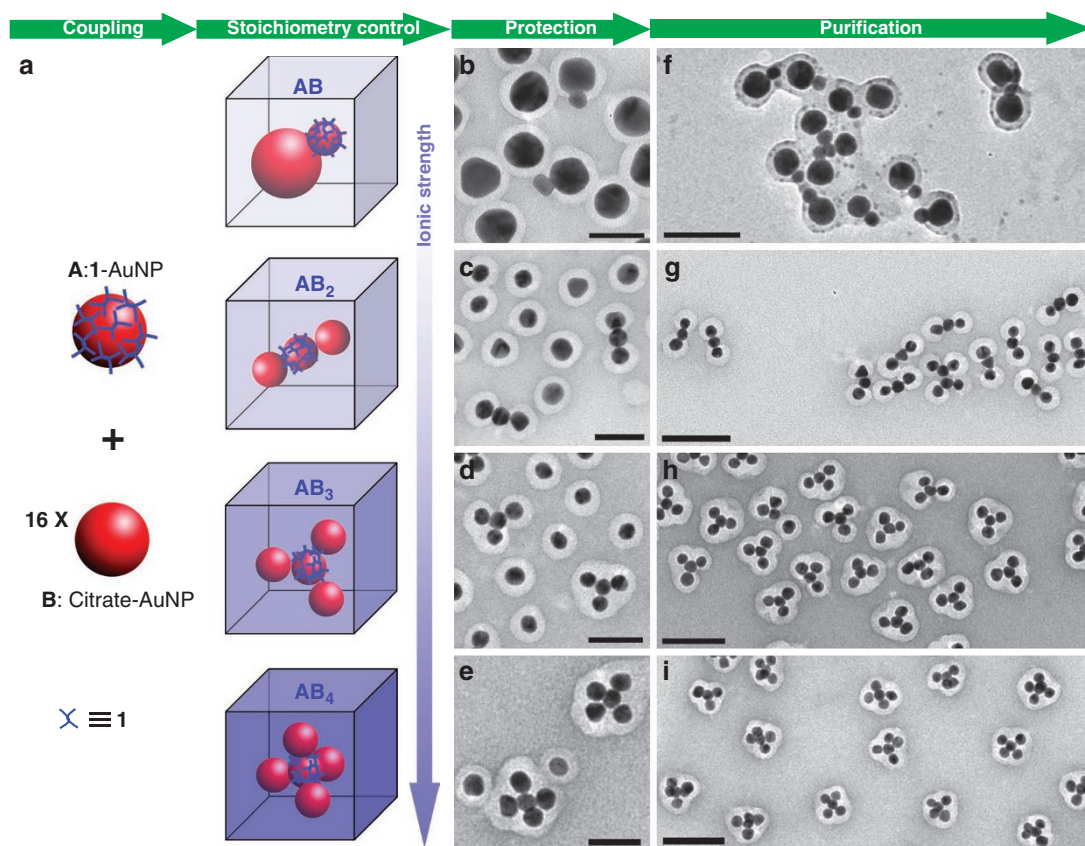 Coupling
Stoichiometry control
Protection
Purification
a
AB
Ionic strength
A:1-AuNP
AB₂
+
16 X
B: Citrate-AuNP
AB₃
≡ 1
AB₄
b
c
d
e
f
g
h
i